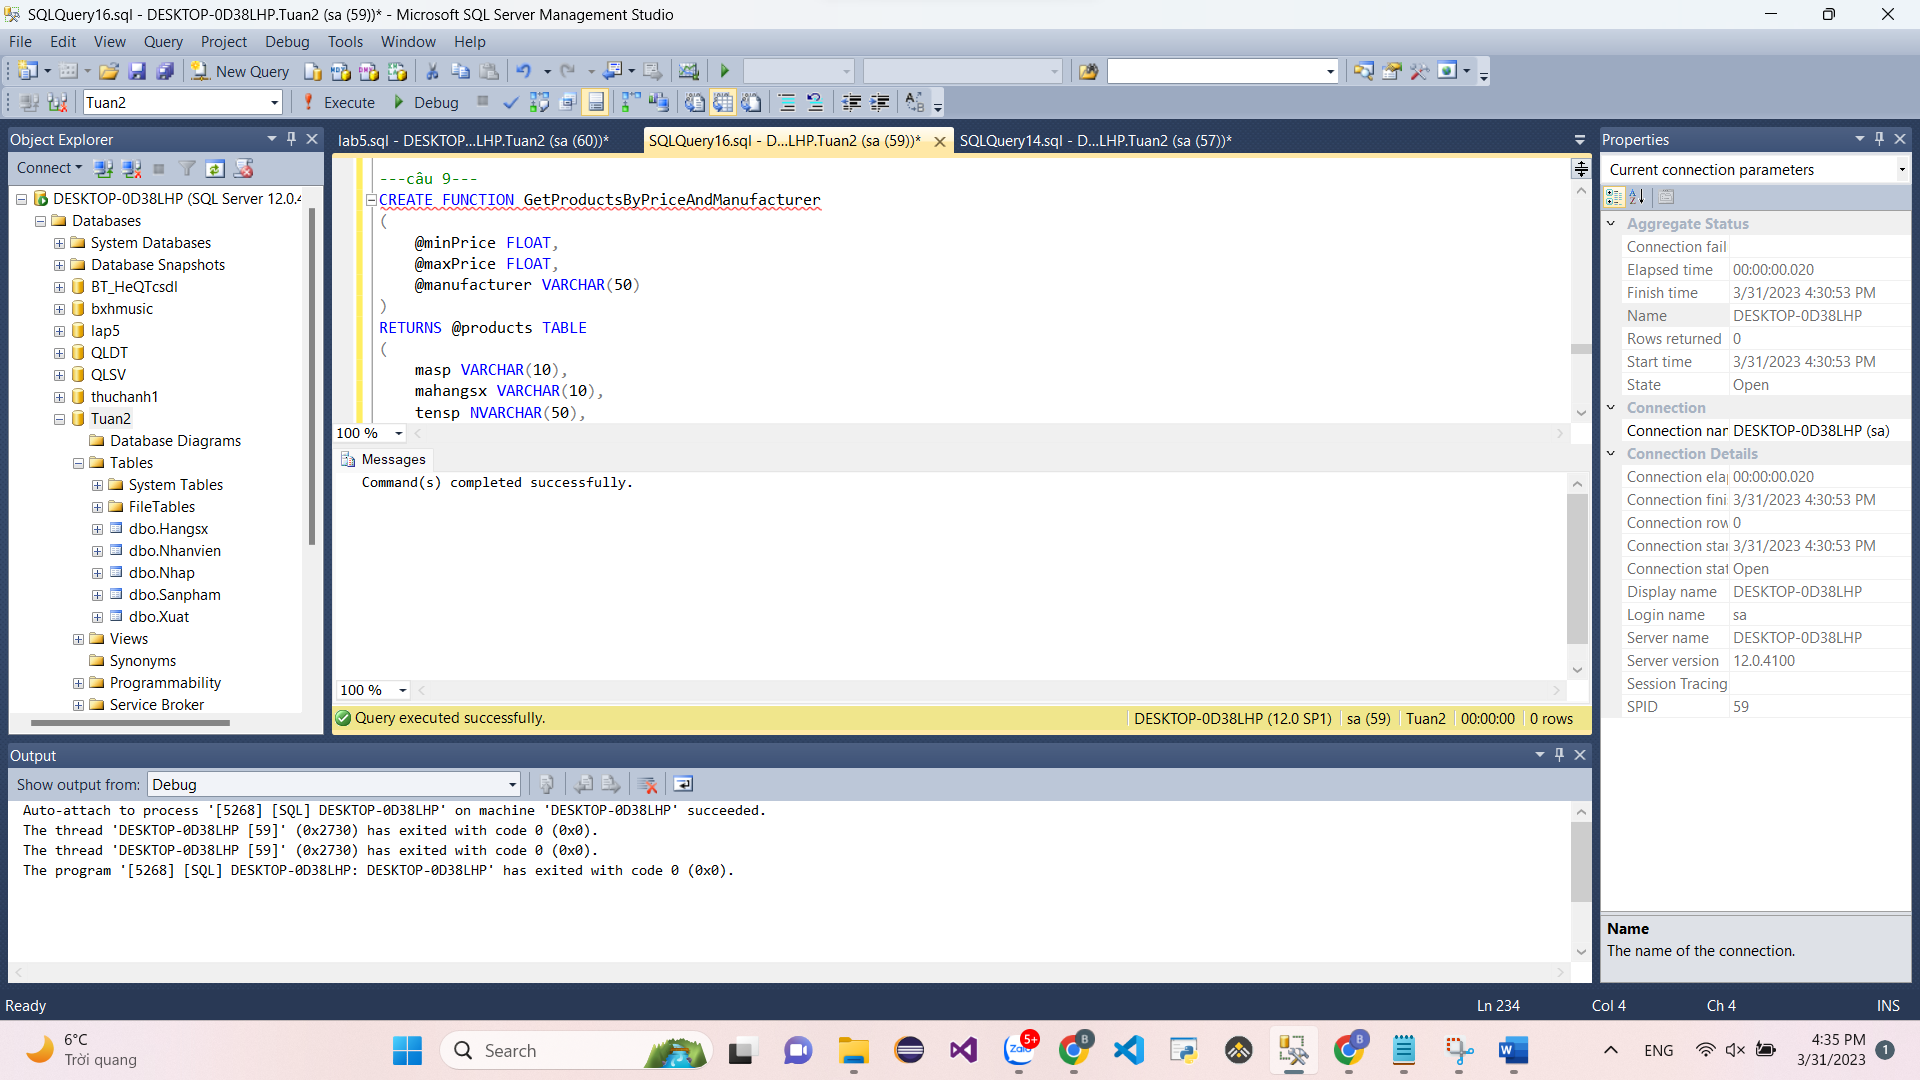 SQLQuery16.sql - DESKTOP-0D38LHP.Tuan2 (sa (59))* - Microsoft SQL Server Management Studio
File Edit View Query Project Debug Tools Window Help
New Query
Tuan2 Execute Debug
Object Explorer
Connect
DESKTOP-0D38LHP (SQL Server 12.0.4
Databases
System Databases
Database Snapshots
BT_HeQTcsdl
bxhmusic
lap5
QLDT
QLSV
thuchanh1
Tuan2
Database Diagrams
Tables
System Tables
FileTables
dbo.Hangsx
dbo.Nhanvien
dbo.Nhap
dbo.Sanpham
dbo.Xuat
Views
Synonyms
Programmability
Service Broker
lab5.sql - DESKTOP...LHP.Tuan2 (sa (60))* SQLQuery16.sql - D...LHP.Tuan2 (sa (59))* SQLQuery14.sql - D...LHP.Tuan2 (sa (57))*
---câu 9---
CREATE FUNCTION GetProductsByPriceAndManufacturer
(
@minPrice FLOAT,
@maxPrice FLOAT,
@manufacturer VARCHAR(50)
)
RETURNS @products TABLE
(
masp VARCHAR(10),
mahangsx VARCHAR(10),
tensp NVARCHAR(50),
100 %
Messages
Command(s) completed successfully.
100 %
Query executed successfully. DESKTOP-0D38LHP (12.0 SP1) sa (59) Tuan2 00:00:00 0 rows
Properties
Current connection parameters
Aggregate Status
Connection fail
Elapsed time 00:00:00.020
Finish time 3/31/2023 4:30:53 PM
Name DESKTOP-0D38LHP
Rows returned 0
Start time 3/31/2023 4:30:53 PM
State Open
Connection
Connection nar DESKTOP-0D38LHP (sa)
Connection Details
Connection elap 00:00:00.020
Connection fini: 3/31/2023 4:30:53 PM
Connection row 0
Connection star 3/31/2023 4:30:53 PM
Connection stat Open
Display name DESKTOP-0D38LHP
Login name sa
Server name DESKTOP-0D38LHP
Server version 12.0.4100
Session Tracing
SPID 59
Name
The name of the connection.
Output
Show output from: Debug
Auto-attach to process '[5268] [SQL] DESKTOP-0D38LHP' on machine 'DESKTOP-0D38LHP' succeeded.
The thread 'DESKTOP-0D38LHP [59]' (0x2730) has exited with code 0 (0x0).
The thread 'DESKTOP-0D38LHP [59]' (0x2730) has exited with code 0 (0x0).
The program '[5268] [SQL] DESKTOP-0D38LHP: DESKTOP-0D38LHP' has exited with code 0 (0x0).
Ready Ln 234 Col 4 Ch 4 INS
6°C
Trời quang
Search
Zalo
5+
B
B
ENG
4:35 PM
3/31/2023
1